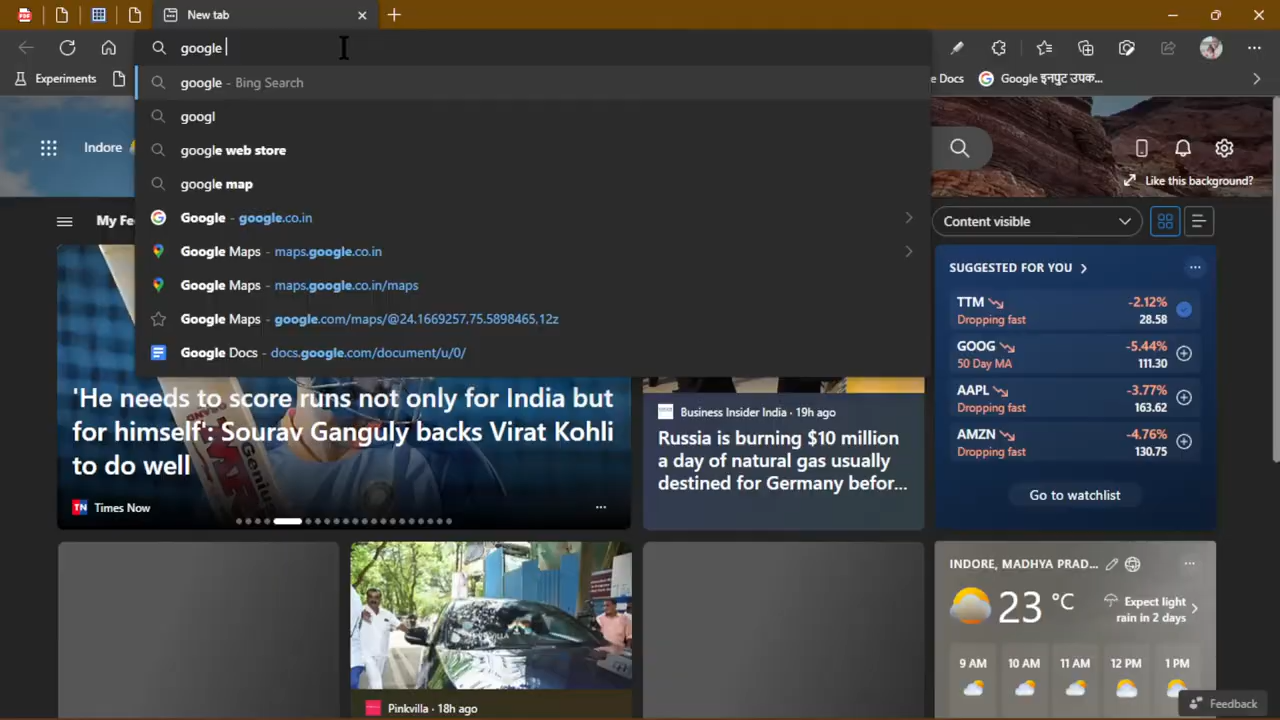 New tab
google
Experiments
e Docs
Google इनपुट उपक...
google - Bing Search
googl
google web store
google map
Google - google.co.in
Google Maps - maps.google.co.in
Google Maps - maps.google.co.in/maps
Google Maps - google.com/maps/@24.1669257,75.5898465,12z
Google Docs - docs.google.com/document/u/0/
Indore
Like this background?
My Fe
Content visible
'He needs to score runs not only for India but
for himself': Sourav Ganguly backs Virat Kohli
to do well
Times Now
Business Insider India · 19h ago
Russia is burning $10 million
a day of natural gas usually
destined for Germany befor...
SUGGESTED FOR YOU
TTM -2.12%
Dropping fast 28.58
GOOG -5.44%
50 Day MA 111.30
AAPL -3.77%
Dropping fast 163.62
AMZN -4.76%
Dropping fast 130.75
Go to watchlist
Pinkvilla · 18h ago
INDORE, MADHYA PRAD...
23 °C
Expect light
rain in 2 days
9 AM 10 AM 11 AM 12 PM 1 PM
Feedback